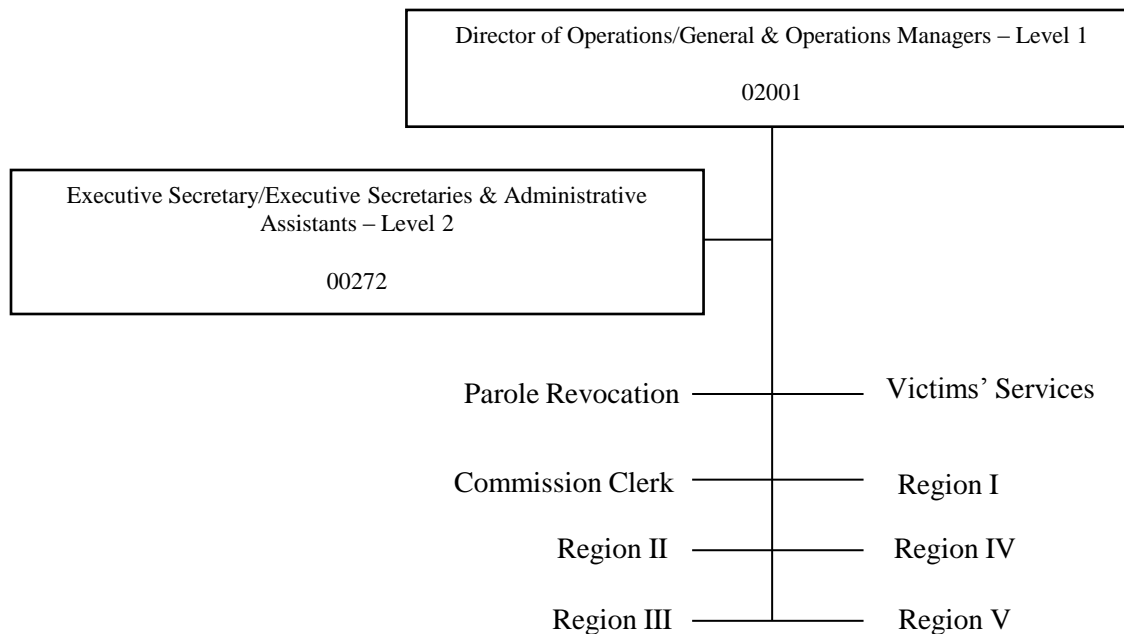 Director of Operations/General & Operations Managers – Level 1
02001
Executive Secretary/Executive Secretaries & Administrative
Assistants – Level 2
00272
Parole Revocation
Victims’ Services
Commission Clerk
Region I
Region II
Region IV
Region III
Region V